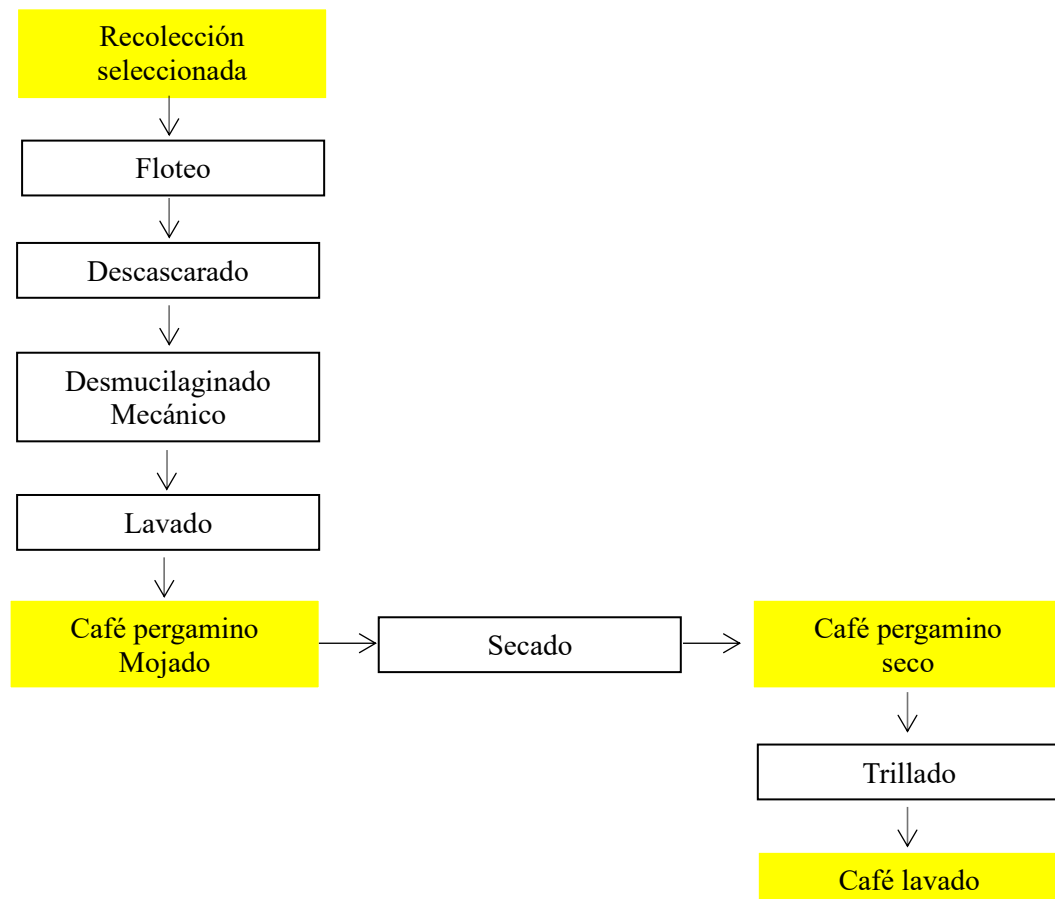 Recolección
seleccionada
Floteo
Descascarado
Desmucilaginado
Mecánico
Lavado
Café pergamino
Mojado
Secado
Café pergamino
seco
Trillado
Café lavado